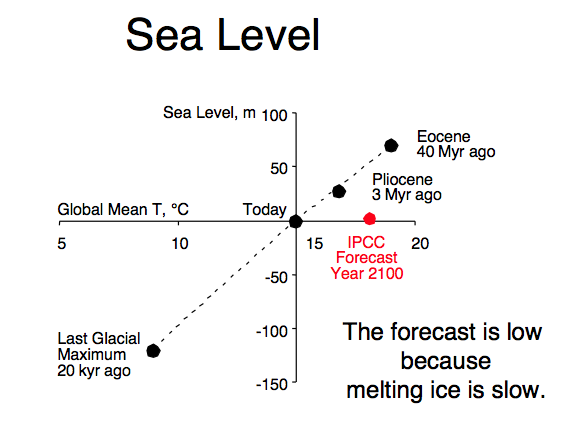 Sea Level
Sea Level, m 100
Eocene
40 Myr ago
50
Pliocene
3 Myr ago
Global Mean T, °C
Today
5
10
15
20
IPCC
Forecast
Year 2100
-50
-100
Last Glacial
Maximum
20 kyr ago
-150
The forecast is low
because
melting ice is slow.